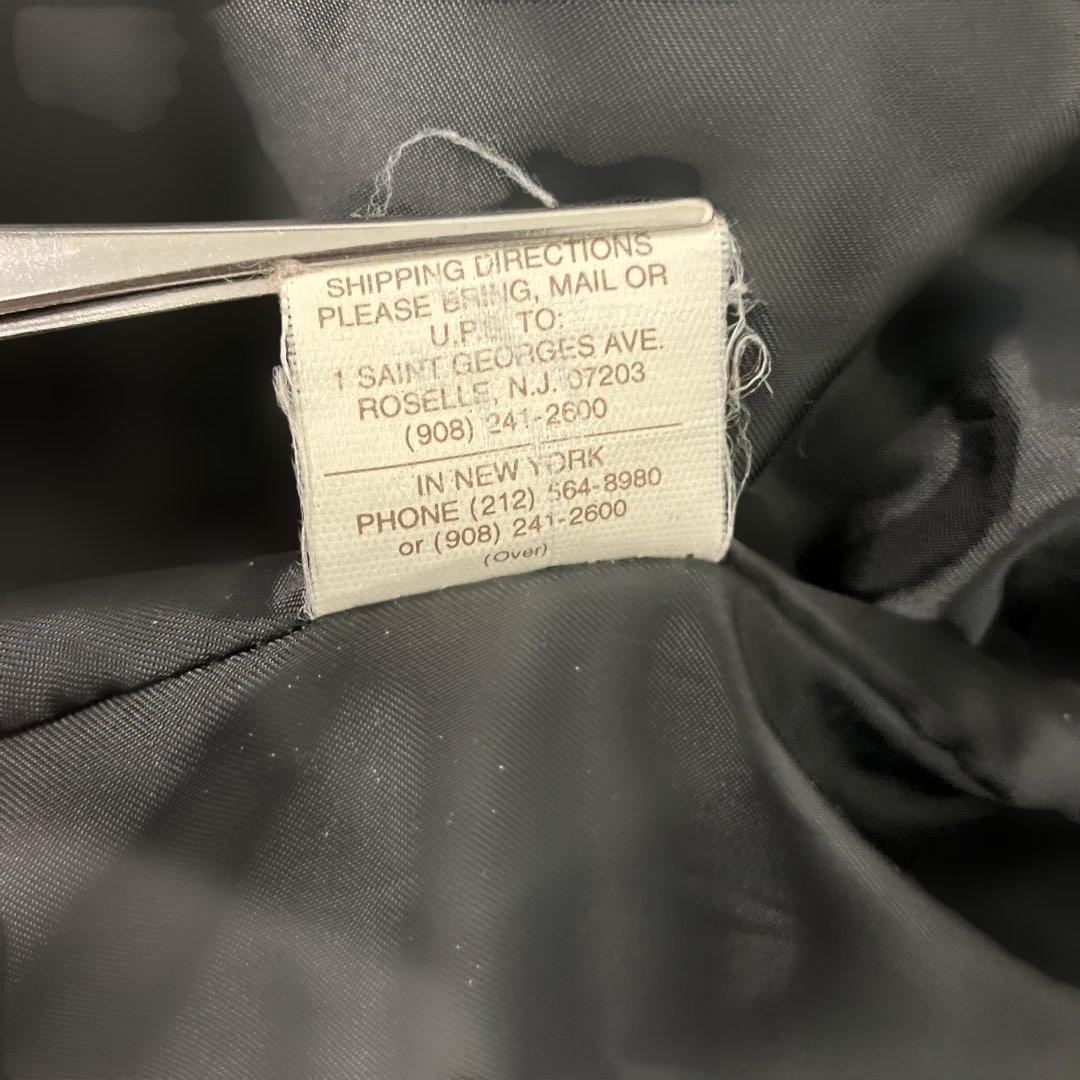 SHIPPING DIRECTIONS
PLEASE BRING, MAIL OR
U.P. TO:
1 SAINT GEORGES AVE.
ROSELLE, N.J. 07203
(908) 241-2600
IN NEW YORK
PHONE (212) 564-8980
or (908) 241-2600
(Over)